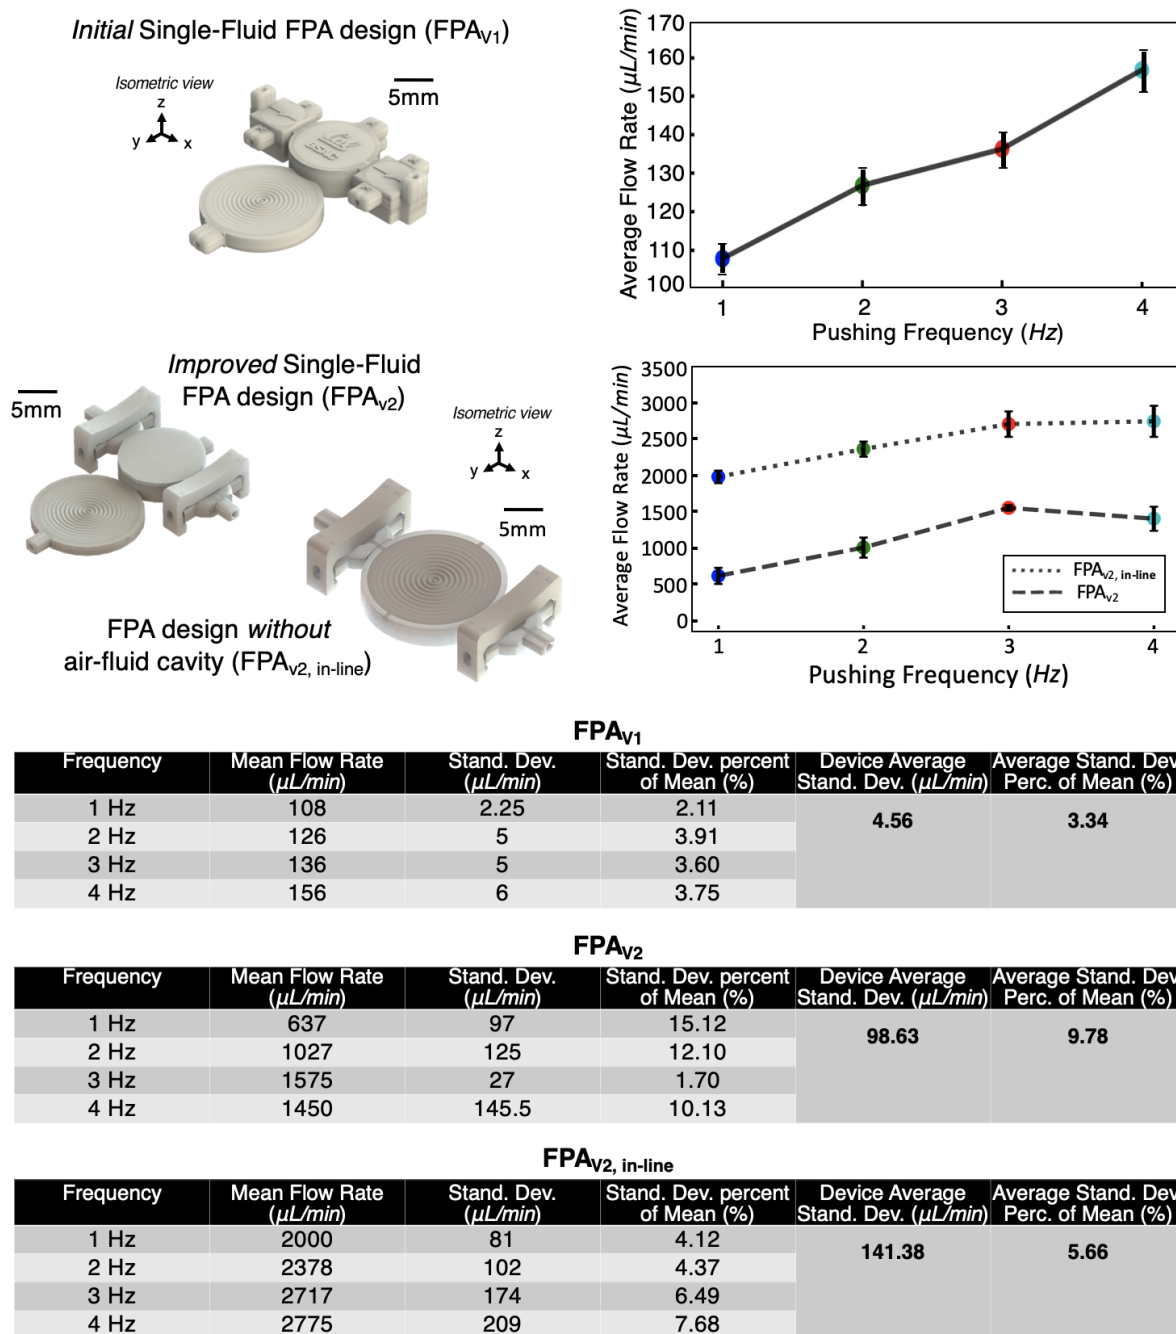 Initial Single-Fluid FPA design (FPAV1)
Isometric view
z
y
x
5mm
Average Flow Rate (µL/min)
170
160
150
140
130
120
110
100
1 2 3 4
Pushing Frequency (Hz)
Improved Single-Fluid
FPA design (FPAv2)
5mm
Isometric view
z
y
x
5mm
FPA design without
air-fluid cavity (FPAv2, in-line)
Average Flow Rate (µL/min)
3500
3000
2500
2000
1500
1000
500
0
FPAv2, in-line
FPAv2
1 2 3 4
Pushing Frequency (Hz)
FPAV1
Frequency Mean Flow Rate (µL/min) Stand. Dev. (µL/min) Stand. Dev. percent of Mean (%) Device Average Stand. Dev. (µL/min) Average Stand. Dev Perc. of Mean (%)
1 Hz 108 2.25 2.11 4.56 3.34
2 Hz 126 5 3.91
3 Hz 136 5 3.60
4 Hz 156 6 3.75
FPAV2
Frequency Mean Flow Rate (µL/min) Stand. Dev. (µL/min) Stand. Dev. percent of Mean (%) Device Average Stand. Dev. (µL/min) Average Stand. Dev Perc. of Mean (%)
1 Hz 637 97 15.12 98.63 9.78
2 Hz 1027 125 12.10
3 Hz 1575 27 1.70
4 Hz 1450 145.5 10.13
FPAV2, in-line
Frequency Mean Flow Rate (µL/min) Stand. Dev. (µL/min) Stand. Dev. percent of Mean (%) Device Average Stand. Dev. (µL/min) Average Stand. Dev Perc. of Mean (%)
1 Hz 2000 81 4.12 141.38 5.66
2 Hz 2378 102 4.37
3 Hz 2717 174 6.49
4 Hz 2775 209 7.68